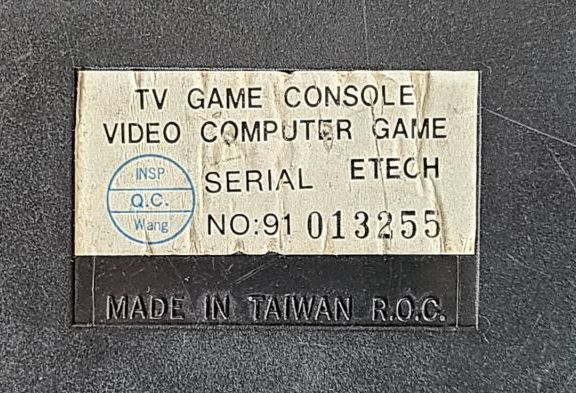 TV GAME CONSOLE
VIDEO COMPUTER GAME
INSP
Q.C.
Wang
SERIAL ETECH
NO:91 013255
MADE IN TAIWAN R.O.C.